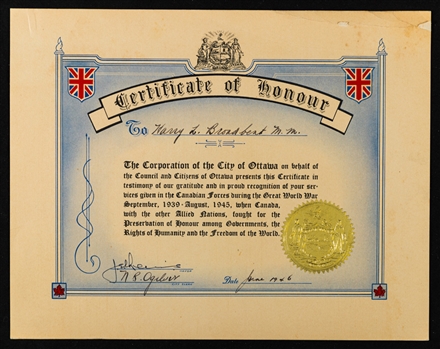 Certificate of Honour
To Harry L. Broadbent M.M.
The Corporation of the City of Ottawa on behalf of
the Council and Citizens of Ottawa presents this Certificate in
testimony of our gratitude and in proud recognition of your ser-
vices given in the Canadian Forces during the Great World War
September, 1939 - August, 1945, when Canada,
with the other Allied Nations, fought for the
Preservation of Honour among Governments, the
Rights of Humanity and the Freedom of the World.
Date June 1946